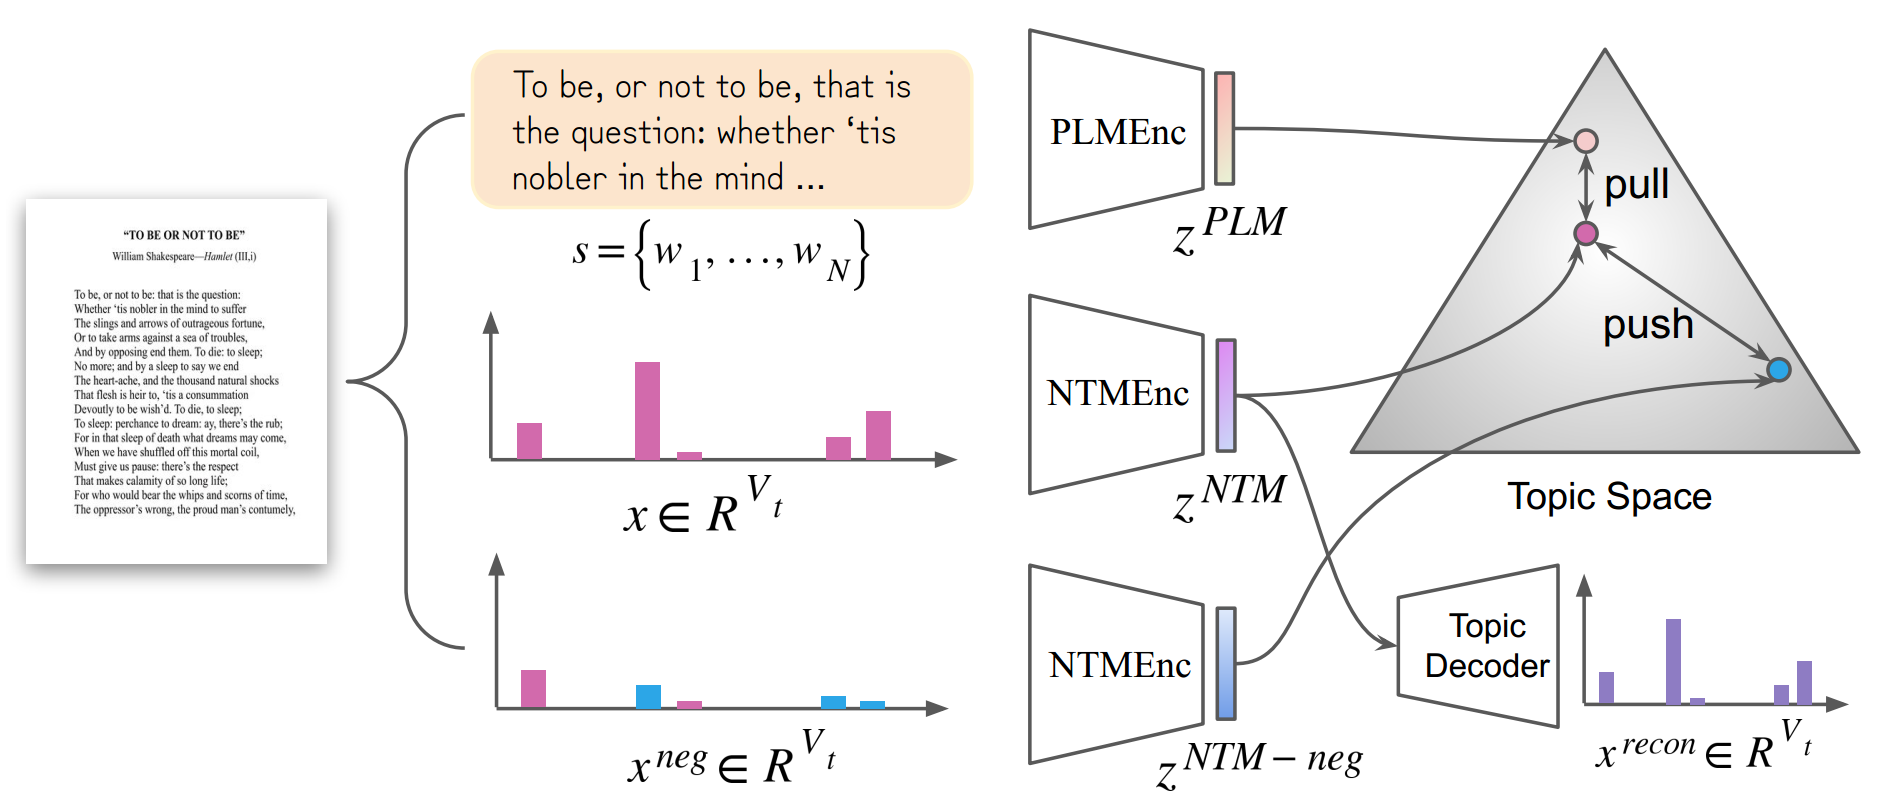 “TO BE OR NOT TO BE”
William Shakespeare—Hamlet (III,i)
To be, or not to be: that is the question:
Whether ‘tis nobler in the mind to suffer
The slings and arrows of outrageous fortune,
Or to take arms against a sea of troubles,
And by opposing end them. To die: to sleep;
No more; and by a sleep to say we end
The heart-ache, and the thousand natural shocks
That flesh is heir to, ‘tis a consummation
Devoutly to be wish’d. To die, to sleep;
To sleep: perchance to dream: ay, there’s the rub;
For in that sleep of death what dreams may come,
When we have shuffled off this mortal coil,
Must give us pause: there’s the respect
That makes calamity of so long life;
For who would bear the whips and scorns of time,
The oppressor’s wrong, the proud man’s contumely,
To be, or not to be, that is
the question: whether ‘tis
nobler in the mind ...
s = {w 1, ..., w N}
x ∈ R V t
x neg ∈ R V t
PLMEnc
z PLM
NTMEnc
z NTM
NTMEnc
z NTM − neg
pull
push
Topic Space
Topic
Decoder
x recon ∈ R V t